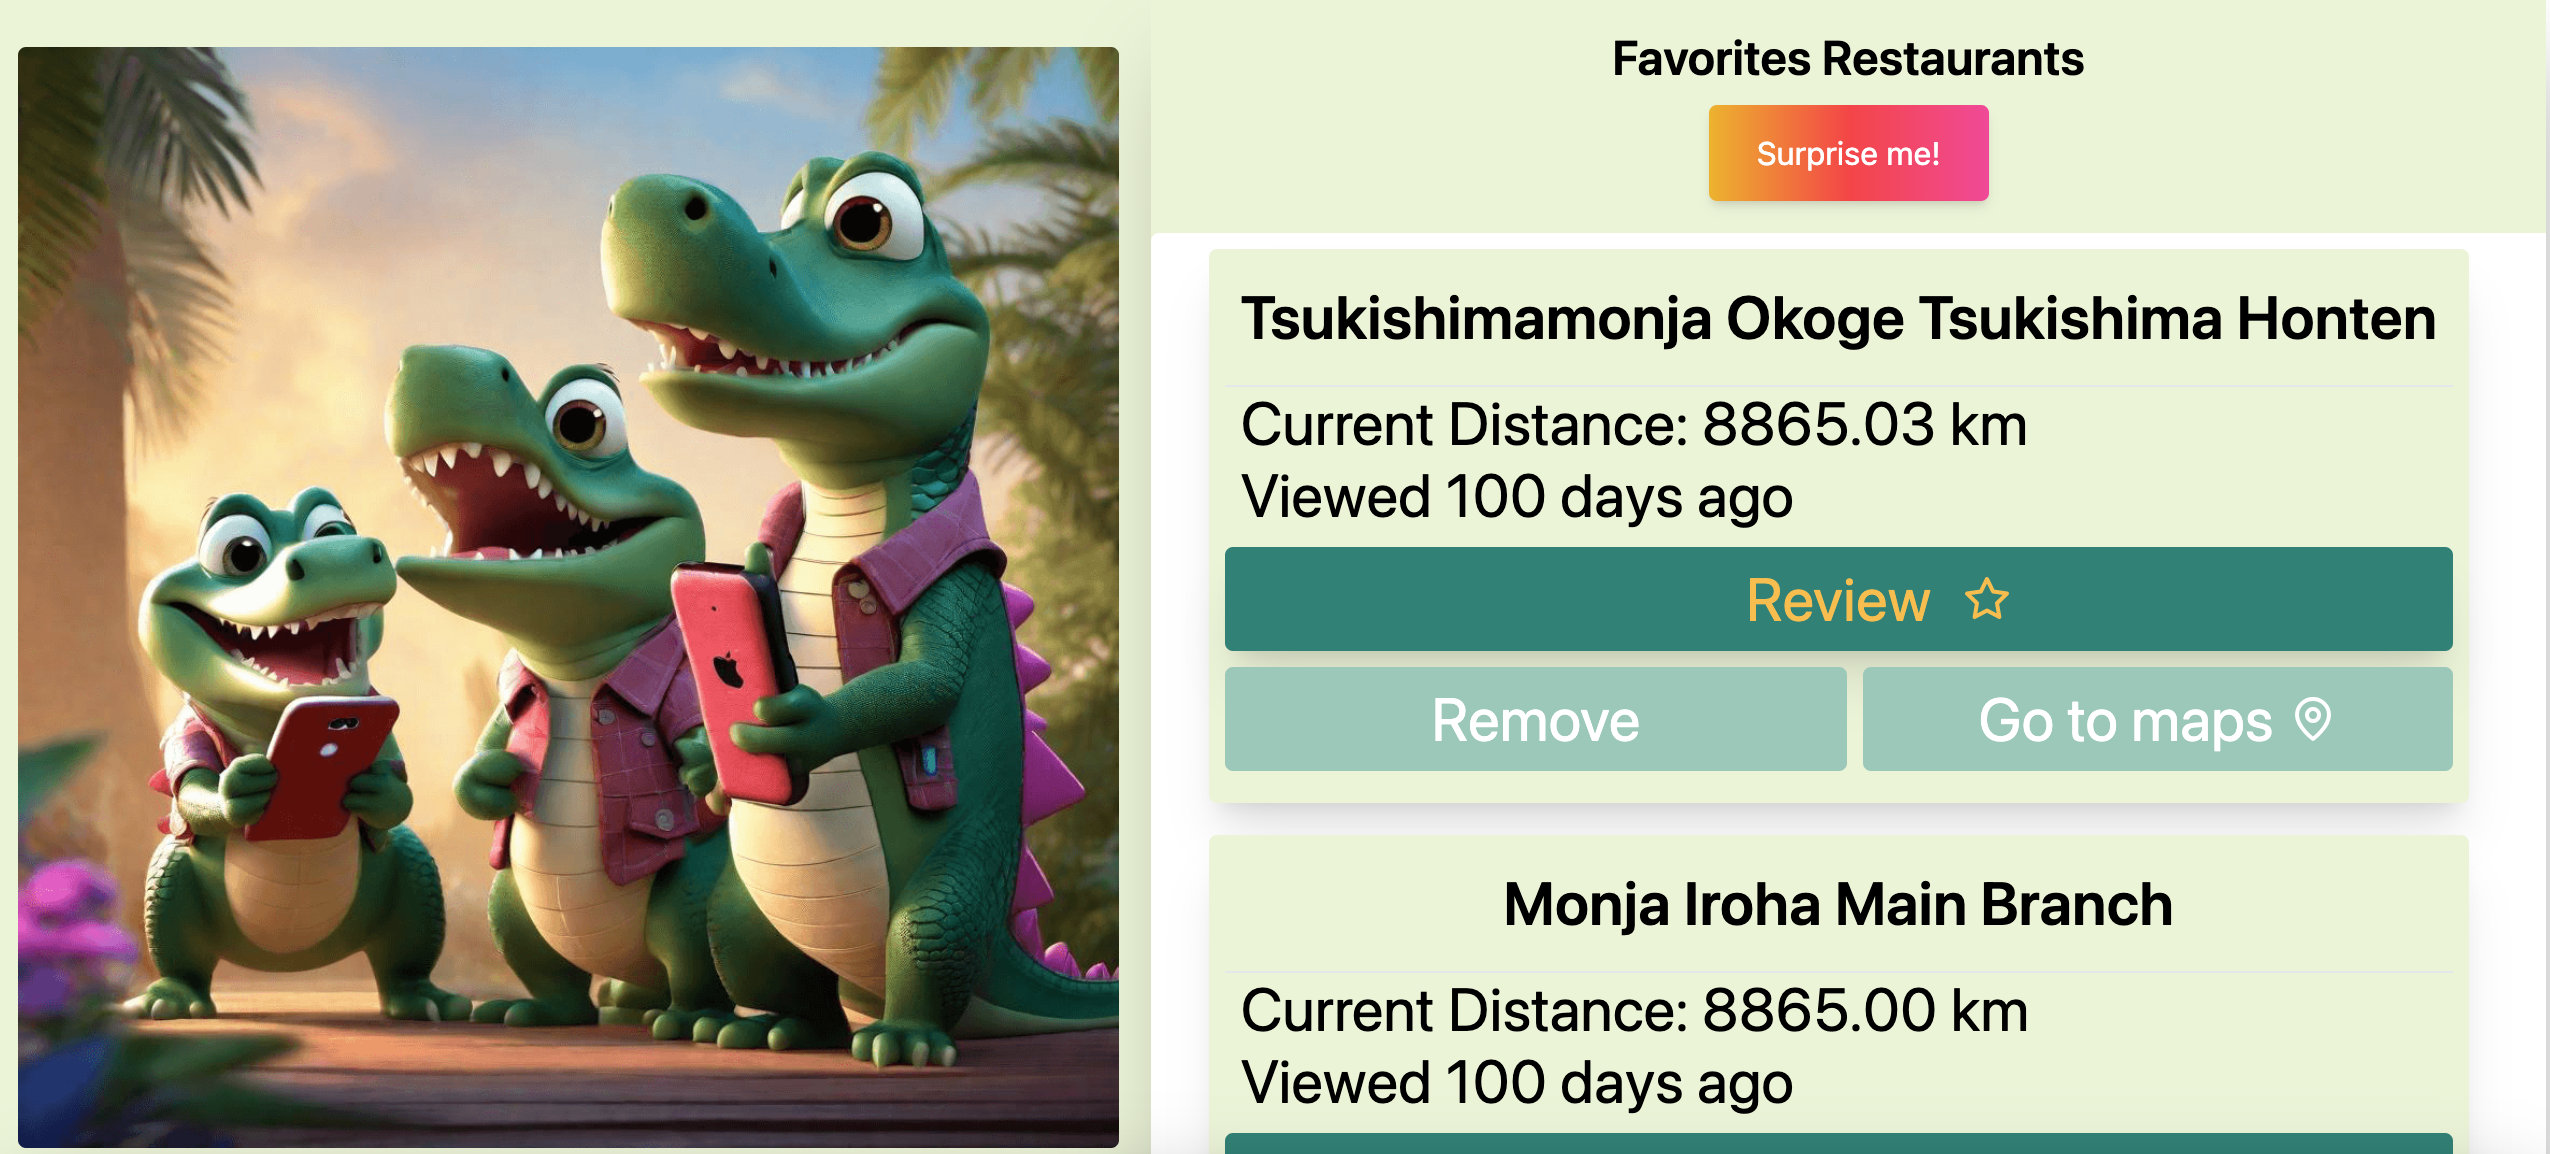 Favorites Restaurants
Surprise me!
Tsukishimamonja Okoge Tsukishima Honten
Current Distance: 8865.03 km
Viewed 100 days ago
Review
Remove
Go to maps
Monja Iroha Main Branch
Current Distance: 8865.00 km
Viewed 100 days ago